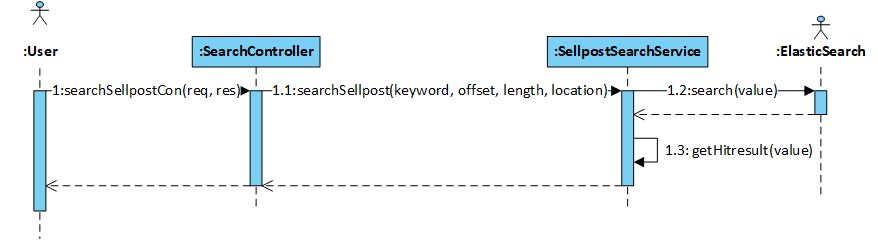 :User
:SearchController
:SellpostSearchService
:ElasticSearch
1:searchSellpostCon(req, res)
1.1:searchSellpost(keyword, offset, length, location)
1.2:search(value)
1.3: getHitresult(value)